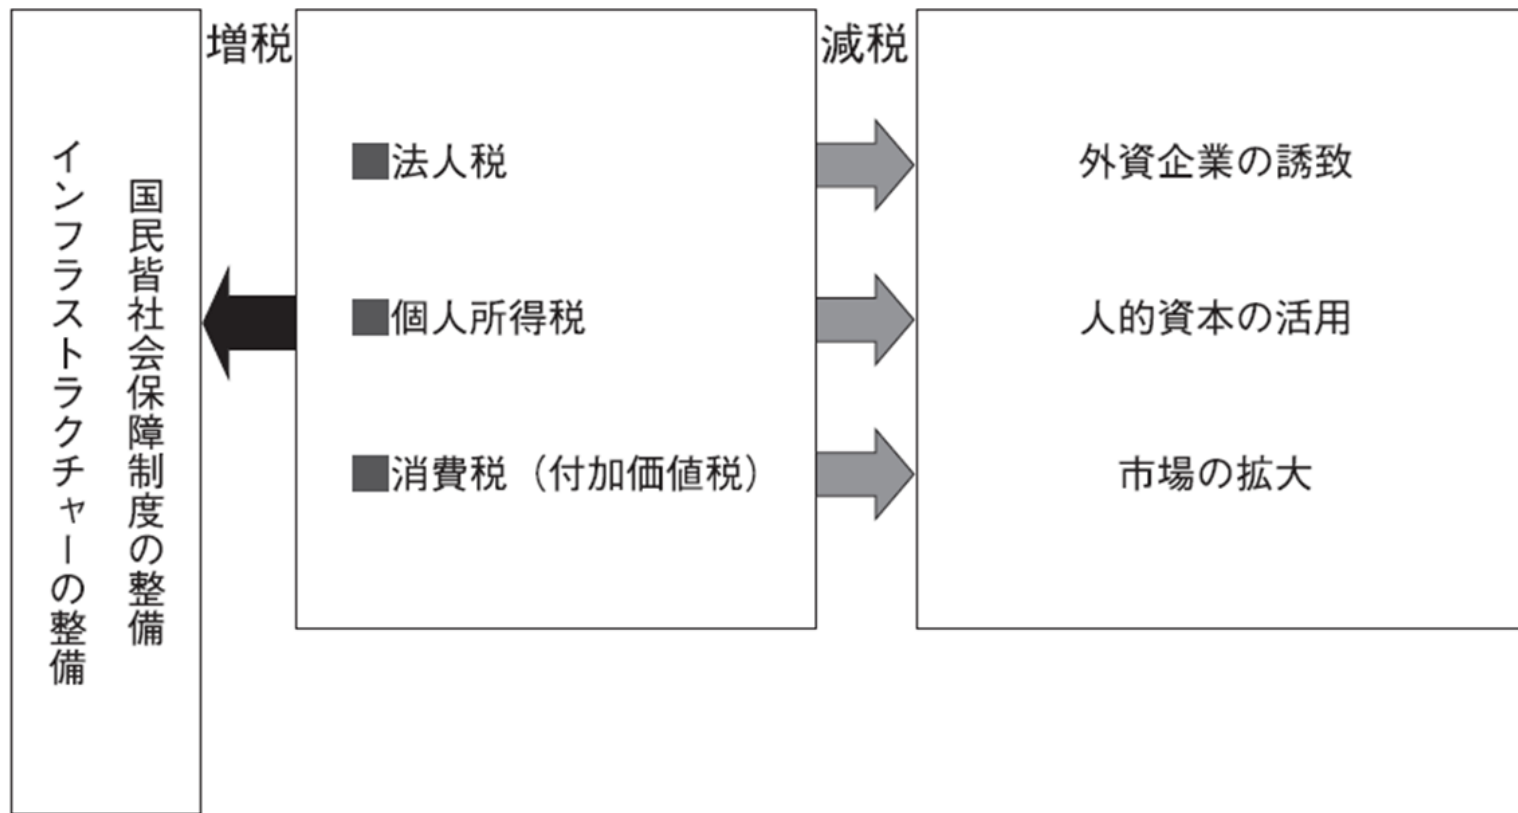 増税
減税
国民皆社会保障制度の整備
インフラストラクチャーの整備
■法人税
■個人所得税
■消費税（付加価値税）
外資企業の誘致
人的資本の活用
市場の拡大